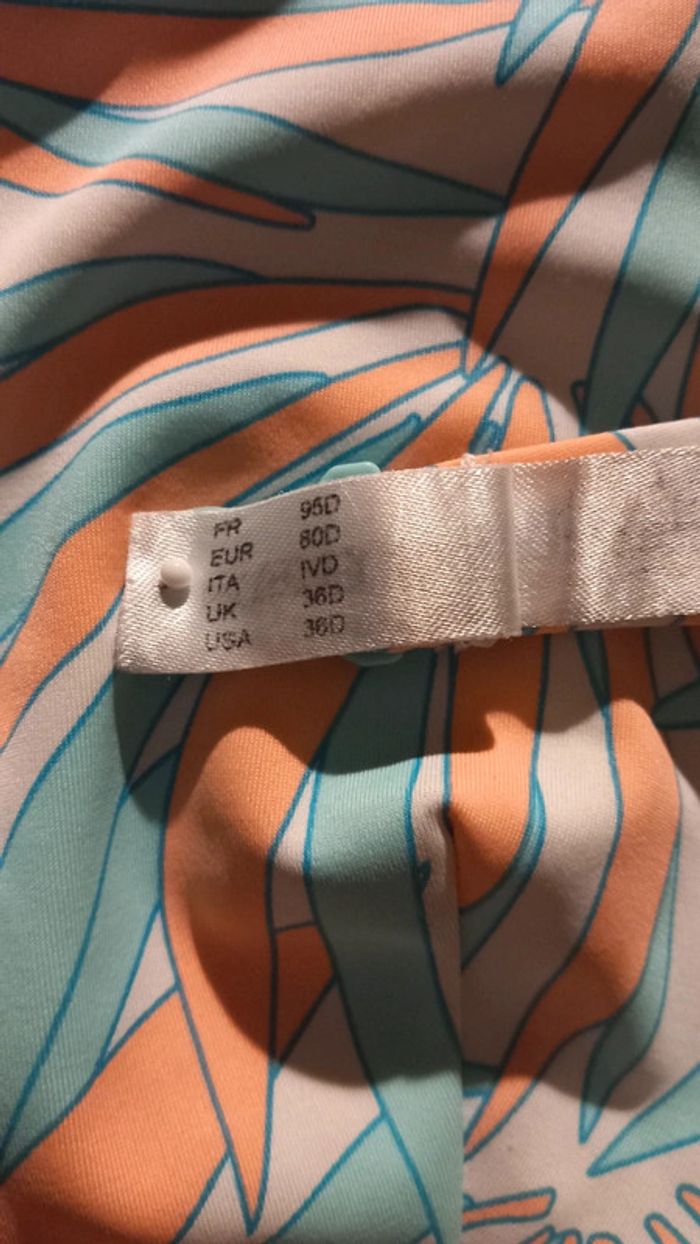 FR 95D
EUR 80D
ITA IVD
UK 36D
USA 36D